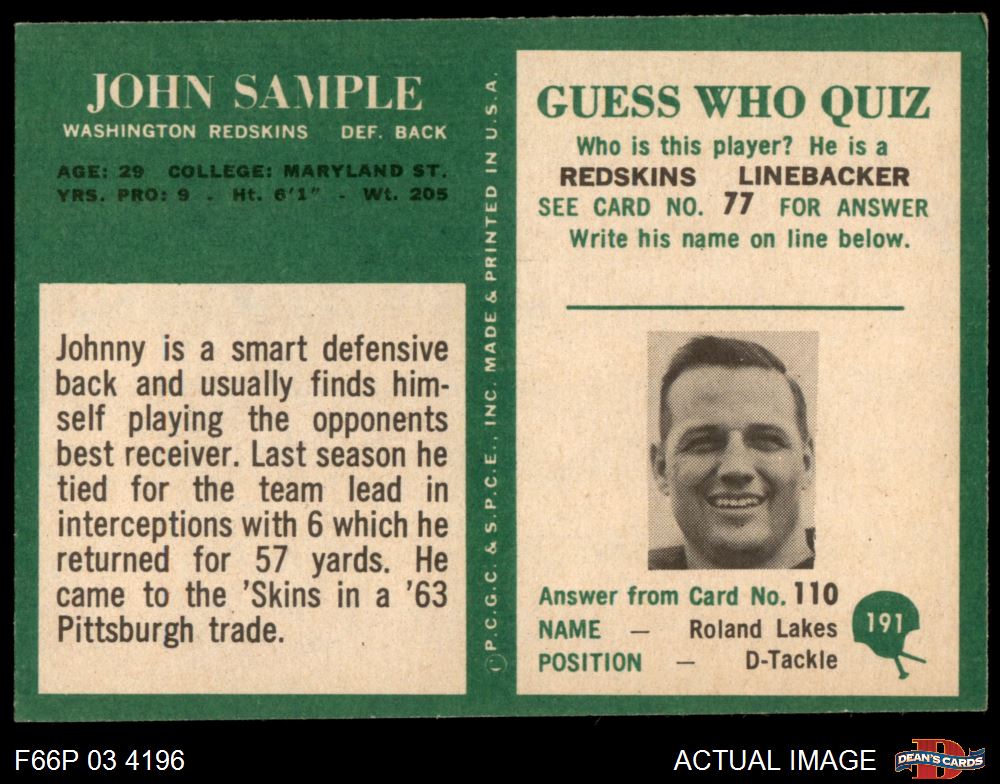 JOHN SAMPLE
WASHINGTON REDSKINS DEF. BACK
AGE: 29 COLLEGE: MARYLAND ST.
YRS. PRO: 9 - Ht. 6'1" - Wt. 205
Johnny is a smart defensive
back and usually finds him-
self playing the opponents
best receiver. Last season he
tied for the team lead in
interceptions with 6 which he
returned for 57 yards. He
came to the 'Skins in a '63
Pittsburgh trade.
©P.C.G.C. & S.P.C.E., INC. MADE & PRINTED IN U.S.A.
GUESS WHO QUIZ
Who is this player? He is a
REDSKINS LINEBACKER
SEE CARD NO. 77 FOR ANSWER
Write his name on line below.
Answer from Card No. 110
NAME — Roland Lakes
POSITION — D-Tackle
191
F66P 03 4196
ACTUAL IMAGE
D
DEAN'S CARDS